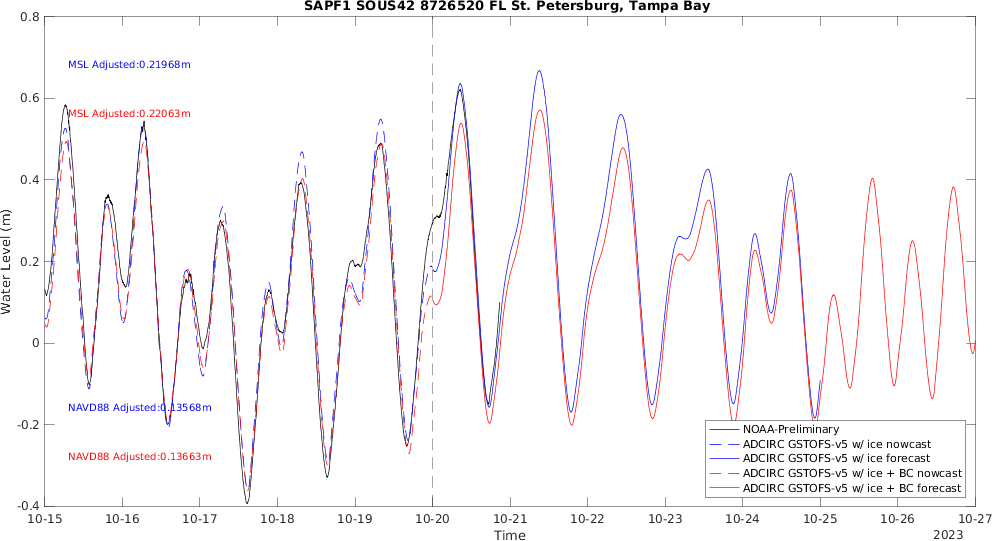 SAPF1 SOUS42 8726520 FL St. Petersburg, Tampa Bay
0.8
0.6
0.4
0.2
0
-0.2
-0.4
Water Level (m)
MSL Adjusted:0.21968m
MSL Adjusted:0.22063m
NAVD88 Adjusted:0.13568m
NAVD88 Adjusted:0.13663m
NOAA-Preliminary
ADCIRC GSTOFS-v5 w/ ice nowcast
ADCIRC GSTOFS-v5 w/ ice forecast
ADCIRC GSTOFS-v5 w/ ice + BC nowcast
ADCIRC GSTOFS-v5 w/ ice + BC forecast
10-15 10-16 10-17 10-18 10-19 10-20 10-21 10-22 10-23 10-24 10-25 10-26 10-27
Time
2023